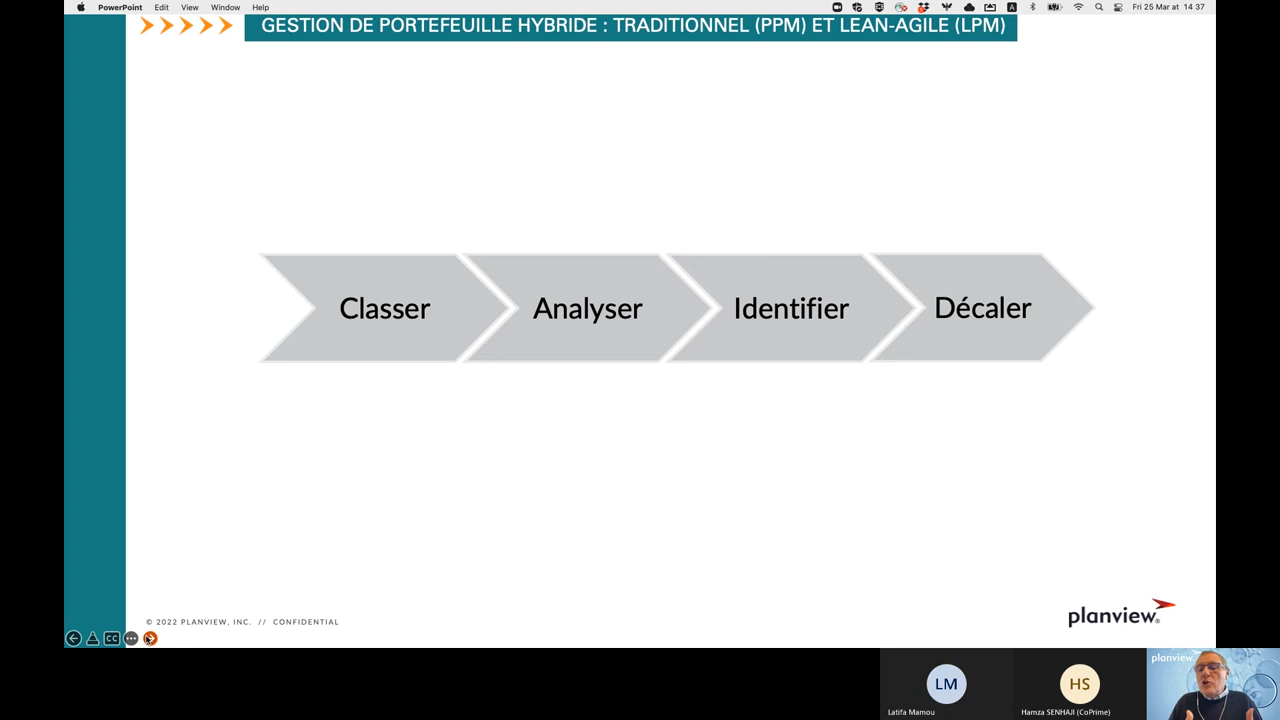 PowerPoint Edit View Window Help
Fri 25 Mar at 14 37
GESTION DE PORTEFEUILLE HYBRIDE : TRADITIONNEL (PPM) ET LEAN-AGILE (LPM)
Classer Analyser Identifier Décaler
© 2022 PLANVIEW, INC. // CONFIDENTIAL
planview®
CC
LM
HS
planview
Latifa Mamou
Hamza SENHAJI (CoPrime)